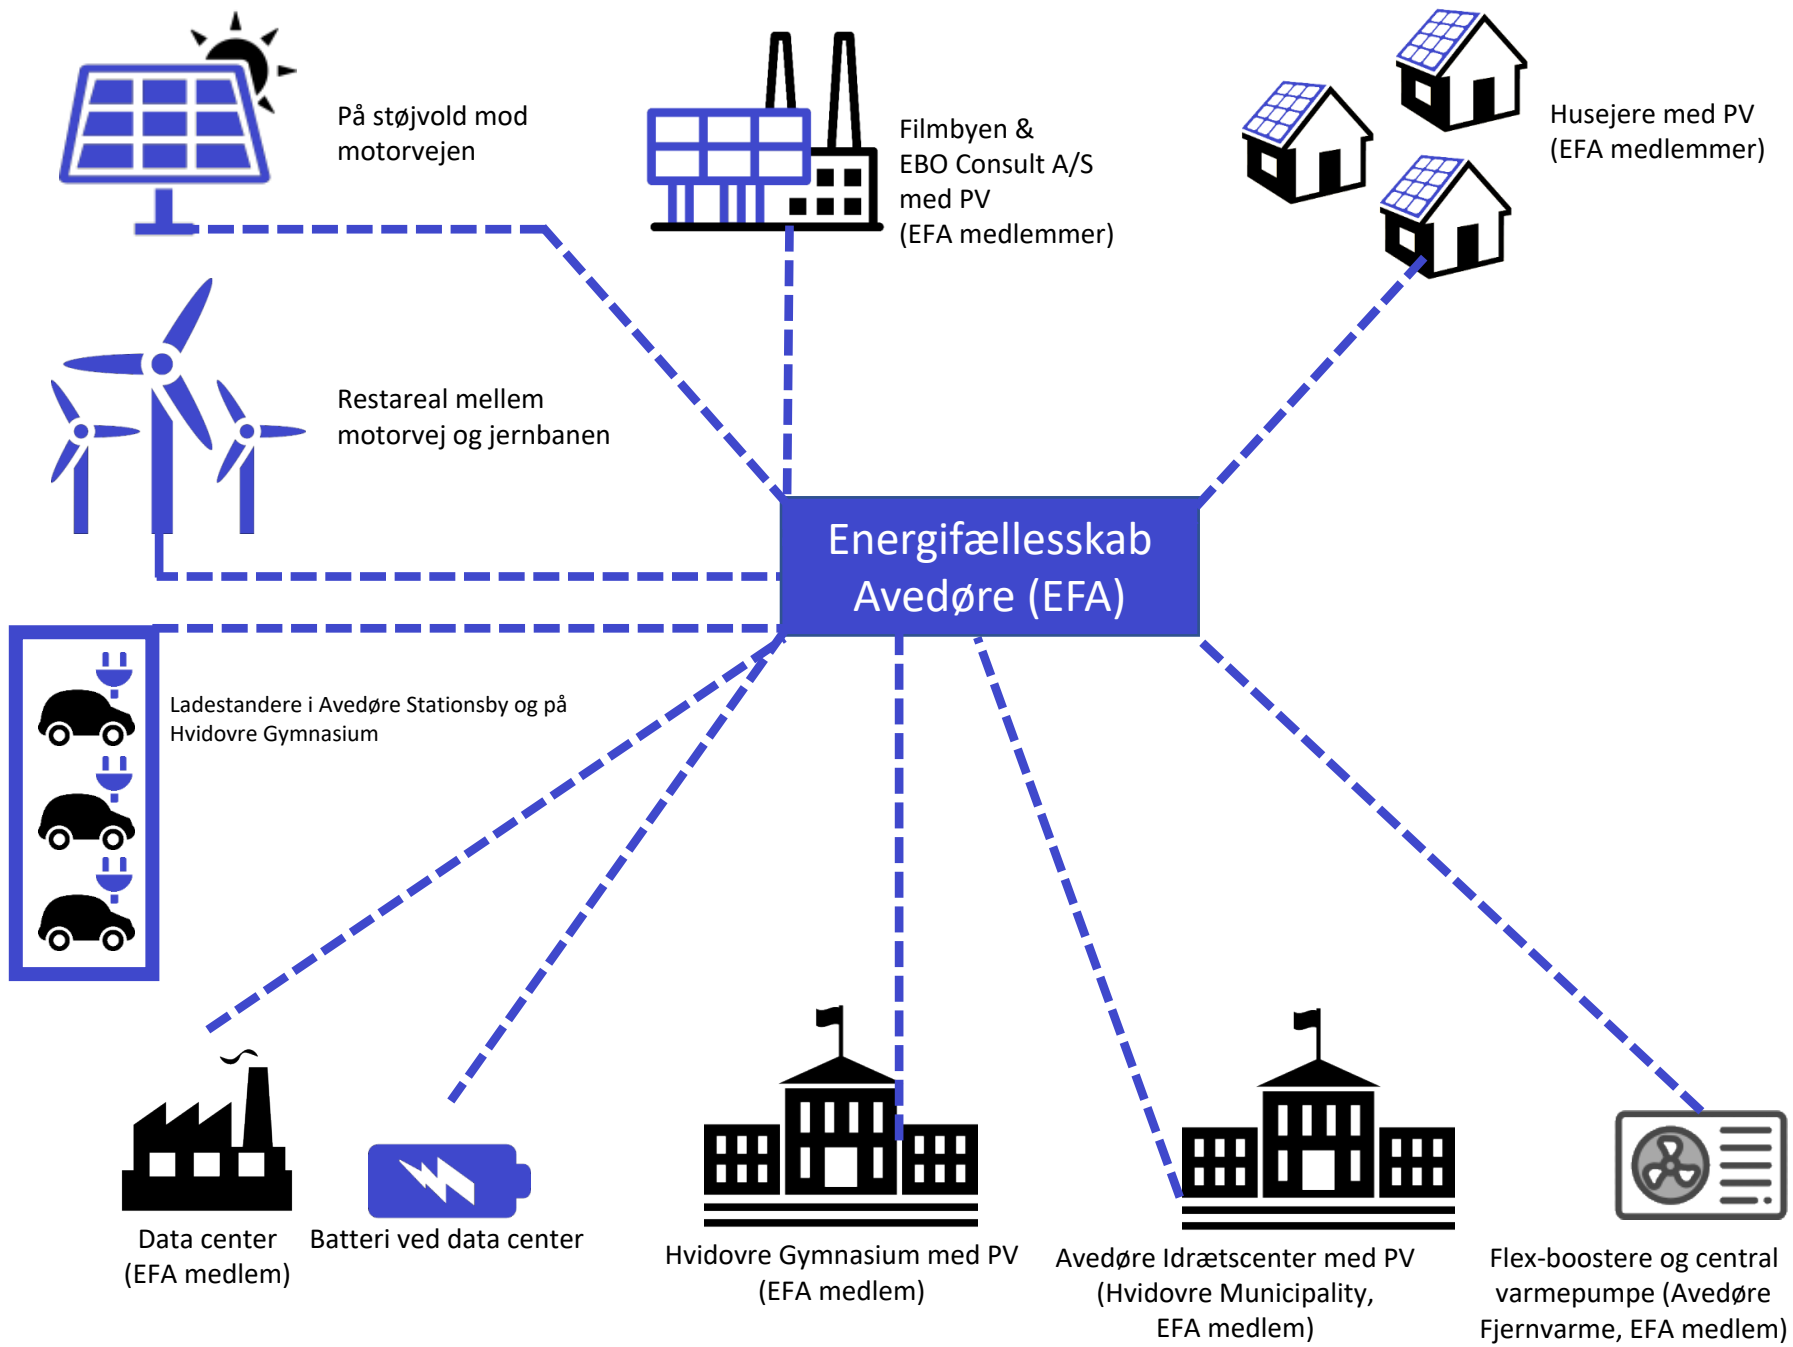 På støjvold mod
motorvejen
Filmbyen &
EBO Consult A/S
med PV
(EFA medlemmer)
Husejere med PV
(EFA medlemmer)
Restareal mellem
motorvej og jernbanen
Energifællesskab
Avedøre (EFA)
Ladestandere i Avedøre Stationsby og på
Hvidovre Gymnasium
Data center
(EFA medlem)
Batteri ved data center
Hvidovre Gymnasium med PV
(EFA medlem)
Avedøre Idrætscenter med PV
(Hvidovre Municipality,
EFA medlem)
Flex-boostere og central
varmepumpe (Avedøre
Fjernvarme, EFA medlem)